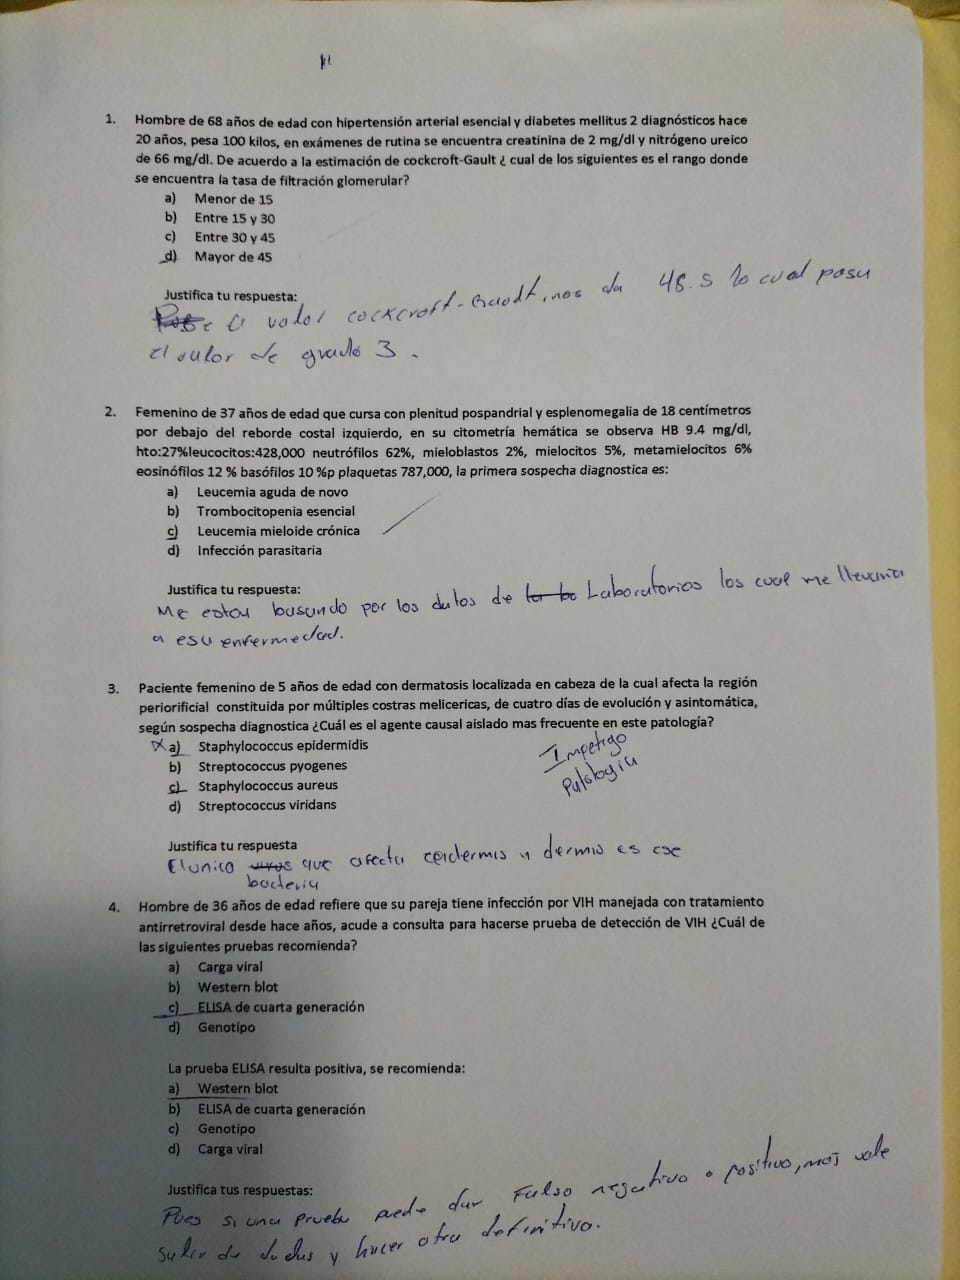 1. Hombre de 68 años de edad con hipertensión arterial esencial y diabetes mellitus 2 diagnósticos hace
20 años, pesa 100 kilos, en exámenes de rutina se encuentra creatinina de 2 mg/dl y nitrógeno ureico
de 66 mg/dl. De acuerdo a la estimación de cockcroft-Gault ¿ cual de los siguientes es el rango donde
se encuentra la tasa de filtración glomerular?
a) Menor de 15
b) Entre 15 y 30
c) Entre 30 y 45
d) Mayor de 45
Justifica tu respuesta:
El valor cockcroft-Gaudt, nos da 48.5 lo cual pasa
el valor de grado 3.
2. Femenino de 37 años de edad que cursa con plenitud pospandrial y esplenomegalia de 18 centímetros
por debajo del reborde costal izquierdo, en su citometría hemática se observa HB 9.4 mg/dl,
hto:27%leucocitos:428,000 neutrófilos 62%, mieloblastos 2%, mielocitos 5%, metamielocitos 6%
eosinófilos 12 % basófilos 10 %p plaquetas 787,000, la primera sospecha diagnostica es:
a) Leucemia aguda de novo
b) Trombocitopenia esencial
c) Leucemia mieloide crónica
d) Infección parasitaria
Justifica tu respuesta:
Me estoy basando por los datos de Laboratorios los cual me llevaria
a esa enfermedad.
3. Paciente femenino de 5 años de edad con dermatosis localizada en cabeza de la cual afecta la región
periorificial constituida por múltiples costras melicericas, de cuatro días de evolución y asintomática,
según sospecha diagnostica ¿Cuál es el agente causal aislado mas frecuente en este patología?
X a) Staphylococcus epidermidis
b) Streptococcus pyogenes
c) Staphylococcus aureus
d) Streptococcus viridans
Impetigo
Patologia
Justifica tu respuesta
El unico que afecta epidermis y dermis es ese
bacteria
4. Hombre de 36 años de edad refiere que su pareja tiene infección por VIH manejada con tratamiento
antirretroviral desde hace años, acude a consulta para hacerse prueba de detección de VIH ¿Cuál de
las siguientes pruebas recomienda?
a) Carga viral
b) Western blot
c) ELISA de cuarta generación
d) Genotipo
La prueba ELISA resulta positiva, se recomienda:
a) Western blot
b) ELISA de cuarta generación
c) Genotipo
d) Carga viral
Justifica tus respuestas:
Pues si una prueba puede dar Falso negativo o positivo, mas vale
salir de dudas y hacer otra definitiva.